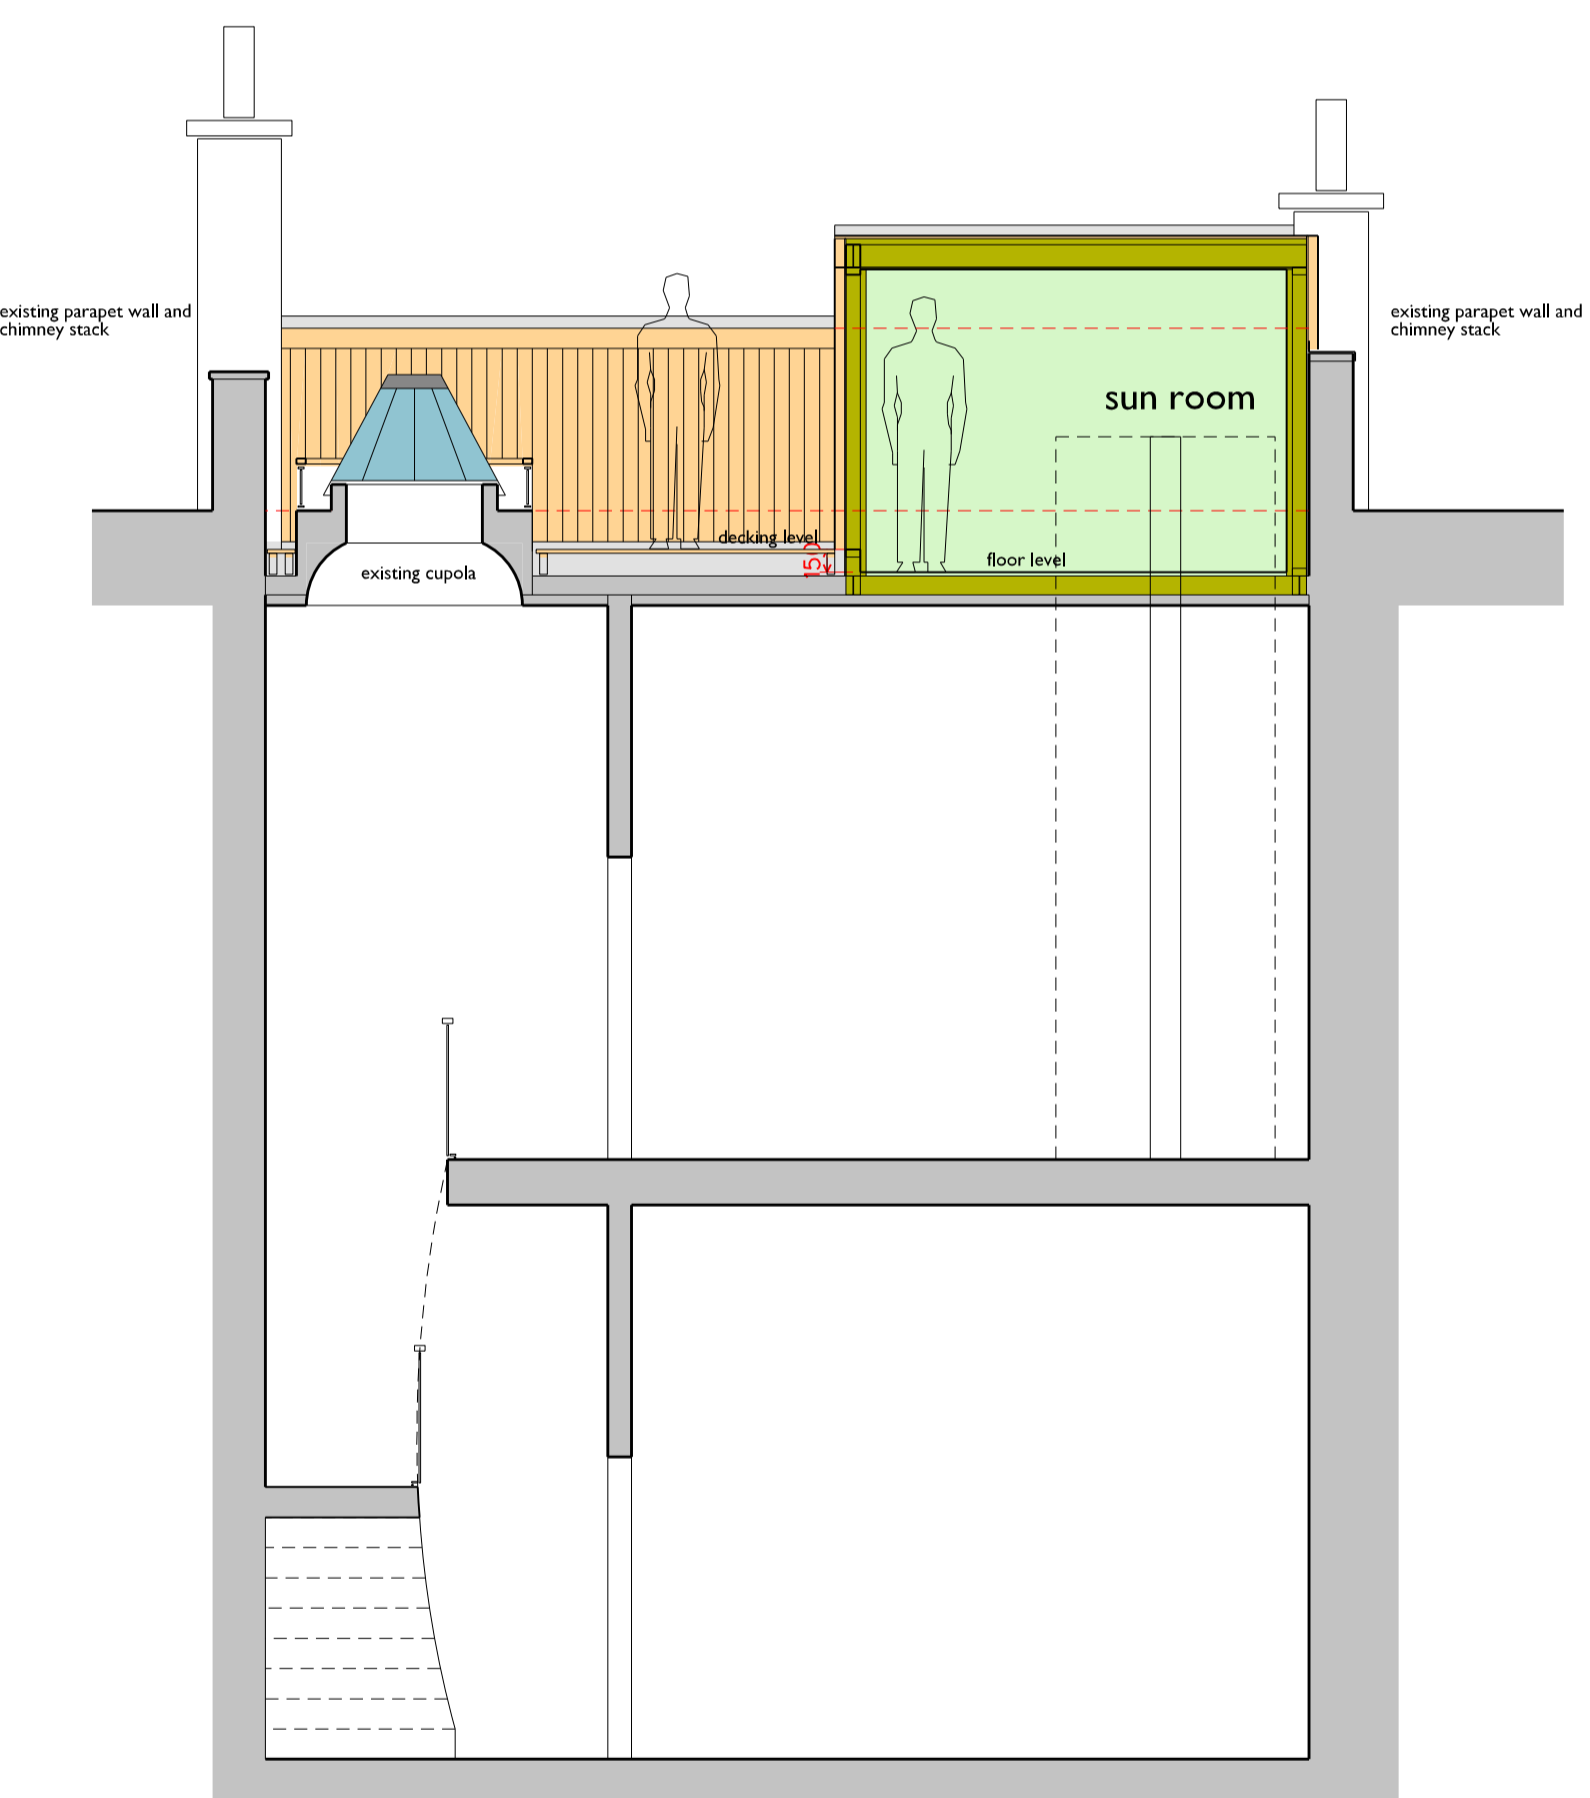 existing parapet wall and
chimney stack
existing parapet wall and
chimney stack
sun room
decking level
150
floor level
existing cupola